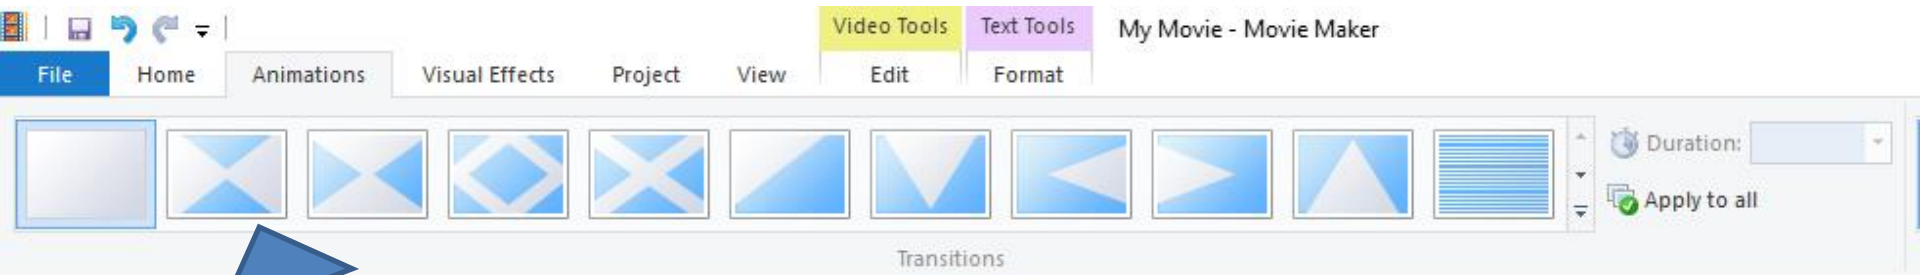 Video Tools Text Tools My Movie - Movie Maker
File Home Animations Visual Effects Project View Edit Format
Duration:
Apply to all
Transitions